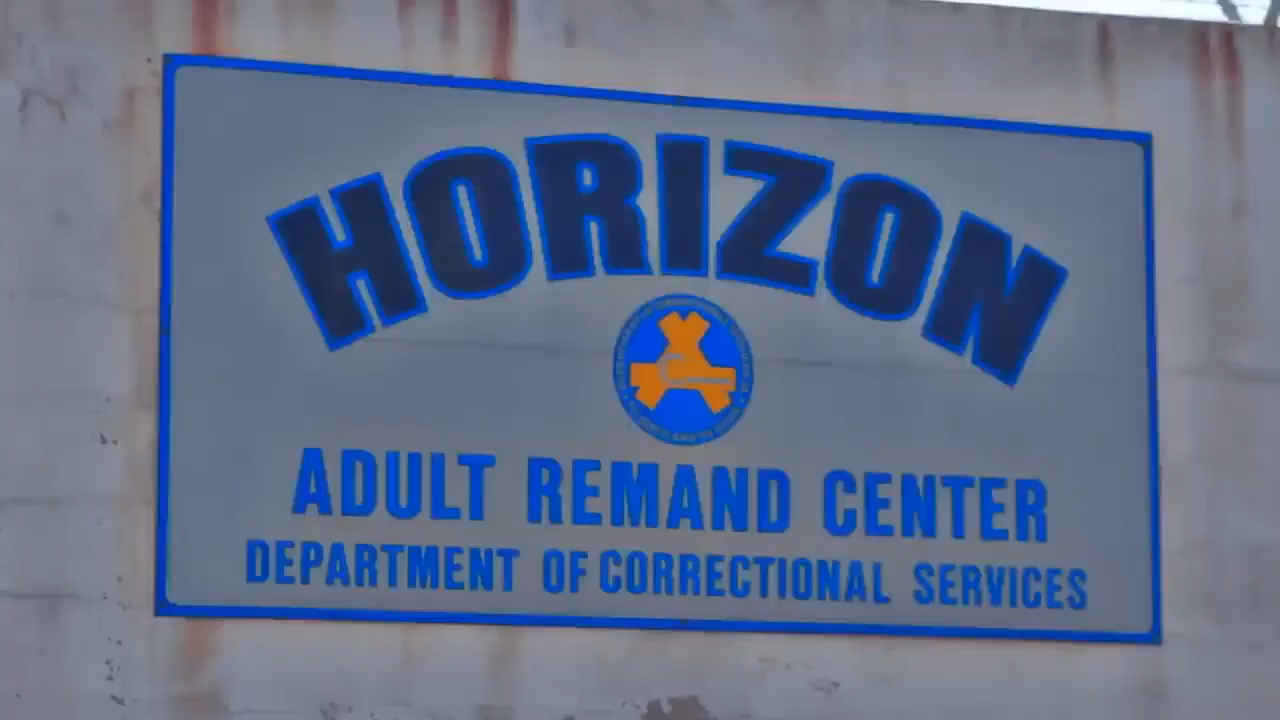 HORIZON
ADULT REMAND CENTER
DEPARTMENT OF CORRECTIONAL SERVICES